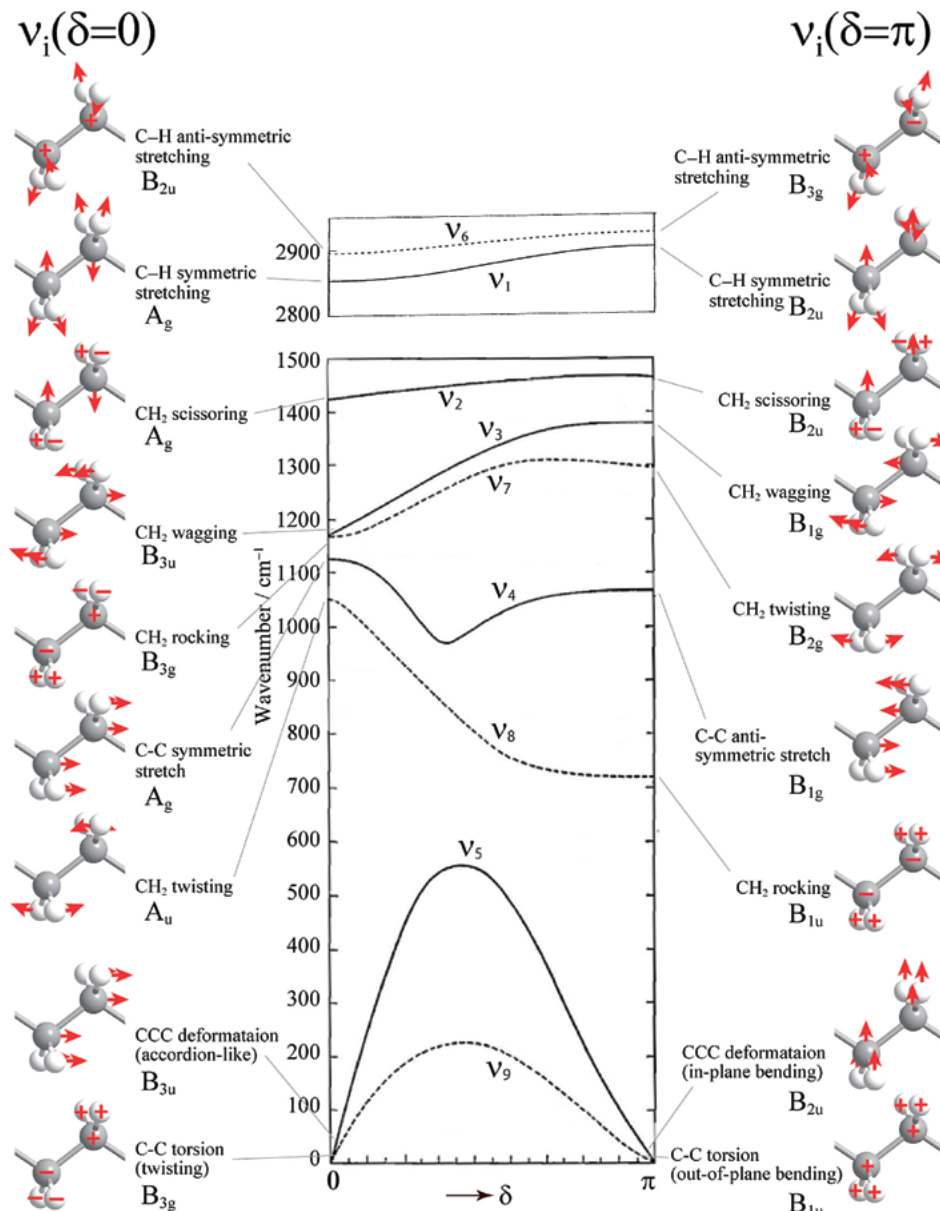 νi(δ=0)
νi(δ=π)
C–H anti-symmetric
stretching
B2u
C–H symmetric
stretching
Ag
CH2 scissoring
Ag
CH2 wagging
B3u
CH2 rocking
B3g
C-C symmetric
stretch
Ag
CH2 twisting
Au
CCC deformataion
(accordion-like)
B3u
C-C torsion
(twisting)
B3g
ν6
ν1
2900
2800
ν2
ν3
ν7
ν4
ν8
ν5
ν9
1500
1400
1300
1200
1100
1000
900
800
700
600
500
400
300
200
100
0
Wavenumber / cm−1
0
→ δ
π
C–H anti-symmetric
stretching
B3g
C–H symmetric
stretching
B2u
CH2 scissoring
B2u
CH2 wagging
B1g
CH2 twisting
B2g
C-C anti-
symmetric stretch
B1g
CH2 rocking
B1u
CCC deformataion
(in-plane bending)
B2u
C-C torsion
(out-of-plane bending)
B1u